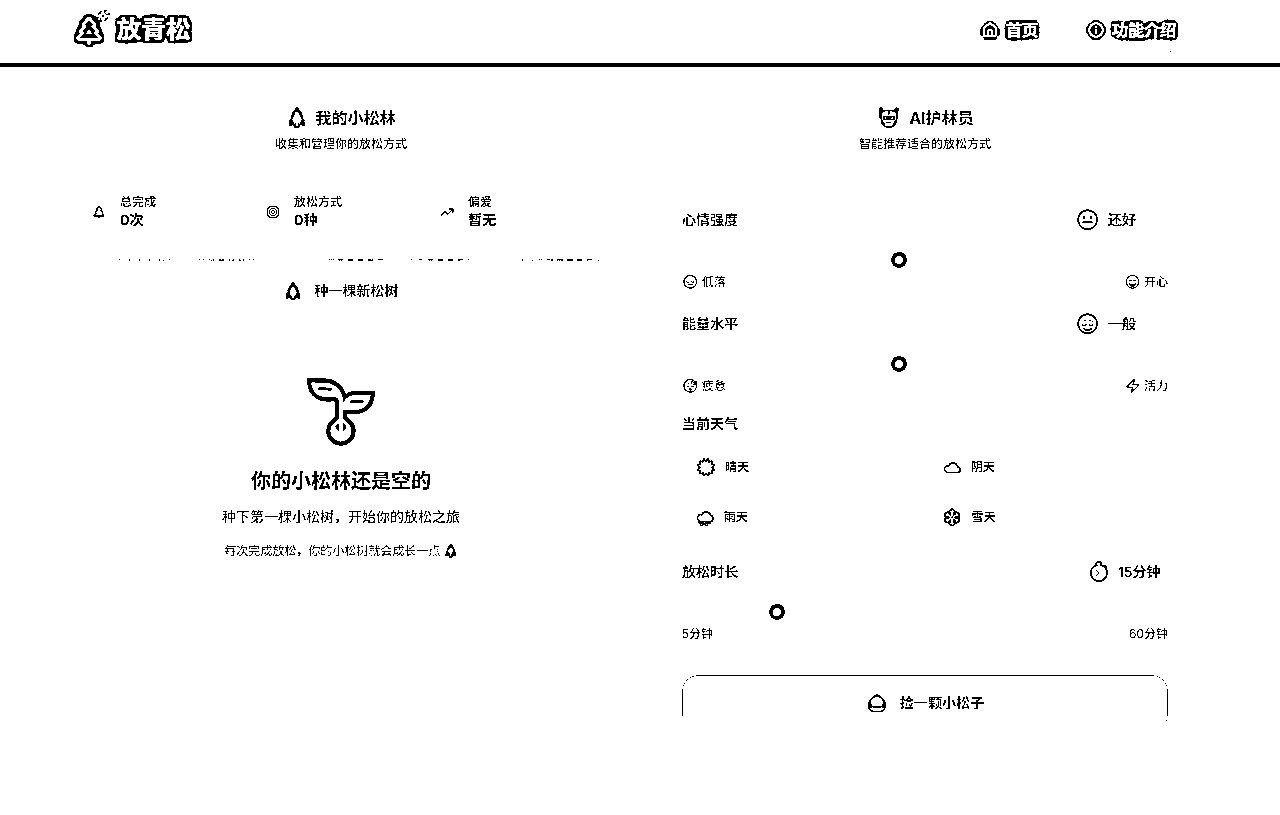 放青松
首页
功能介绍
我的小松林
收集和管理你的放松方式
总完成
0次
放松方式
0种
偏爱
暂无
种一棵新松树
你的小松林还是空的
种下第一棵小松树，开始你的放松之旅
每次完成放松，你的小松树就会成长一点
AI护林员
智能推荐适合的放松方式
心情强度
还好
低落
开心
能量水平
一般
疲惫
活力
当前天气
晴天
阴天
雨天
雪天
放松时长
15分钟
5分钟
60分钟
捡一颗小松子